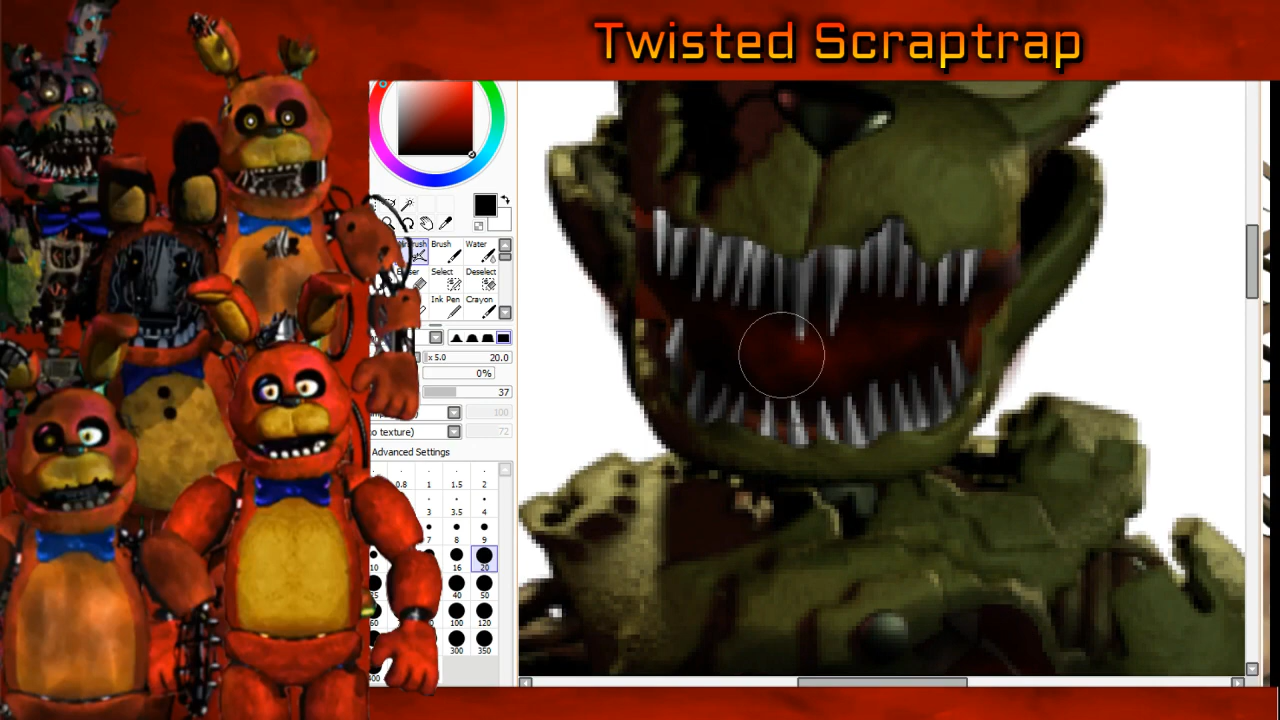 Twisted Scraptrap
Brush Water
Select Deselect
Ink Pen Crayon
x 5.0 20.0
0%
37
100
o texture) 72
Advanced Settings
0.8 1 1.5 2
3 3.5 4
7 8 9
10 16 20
40 50
100 120
300 350